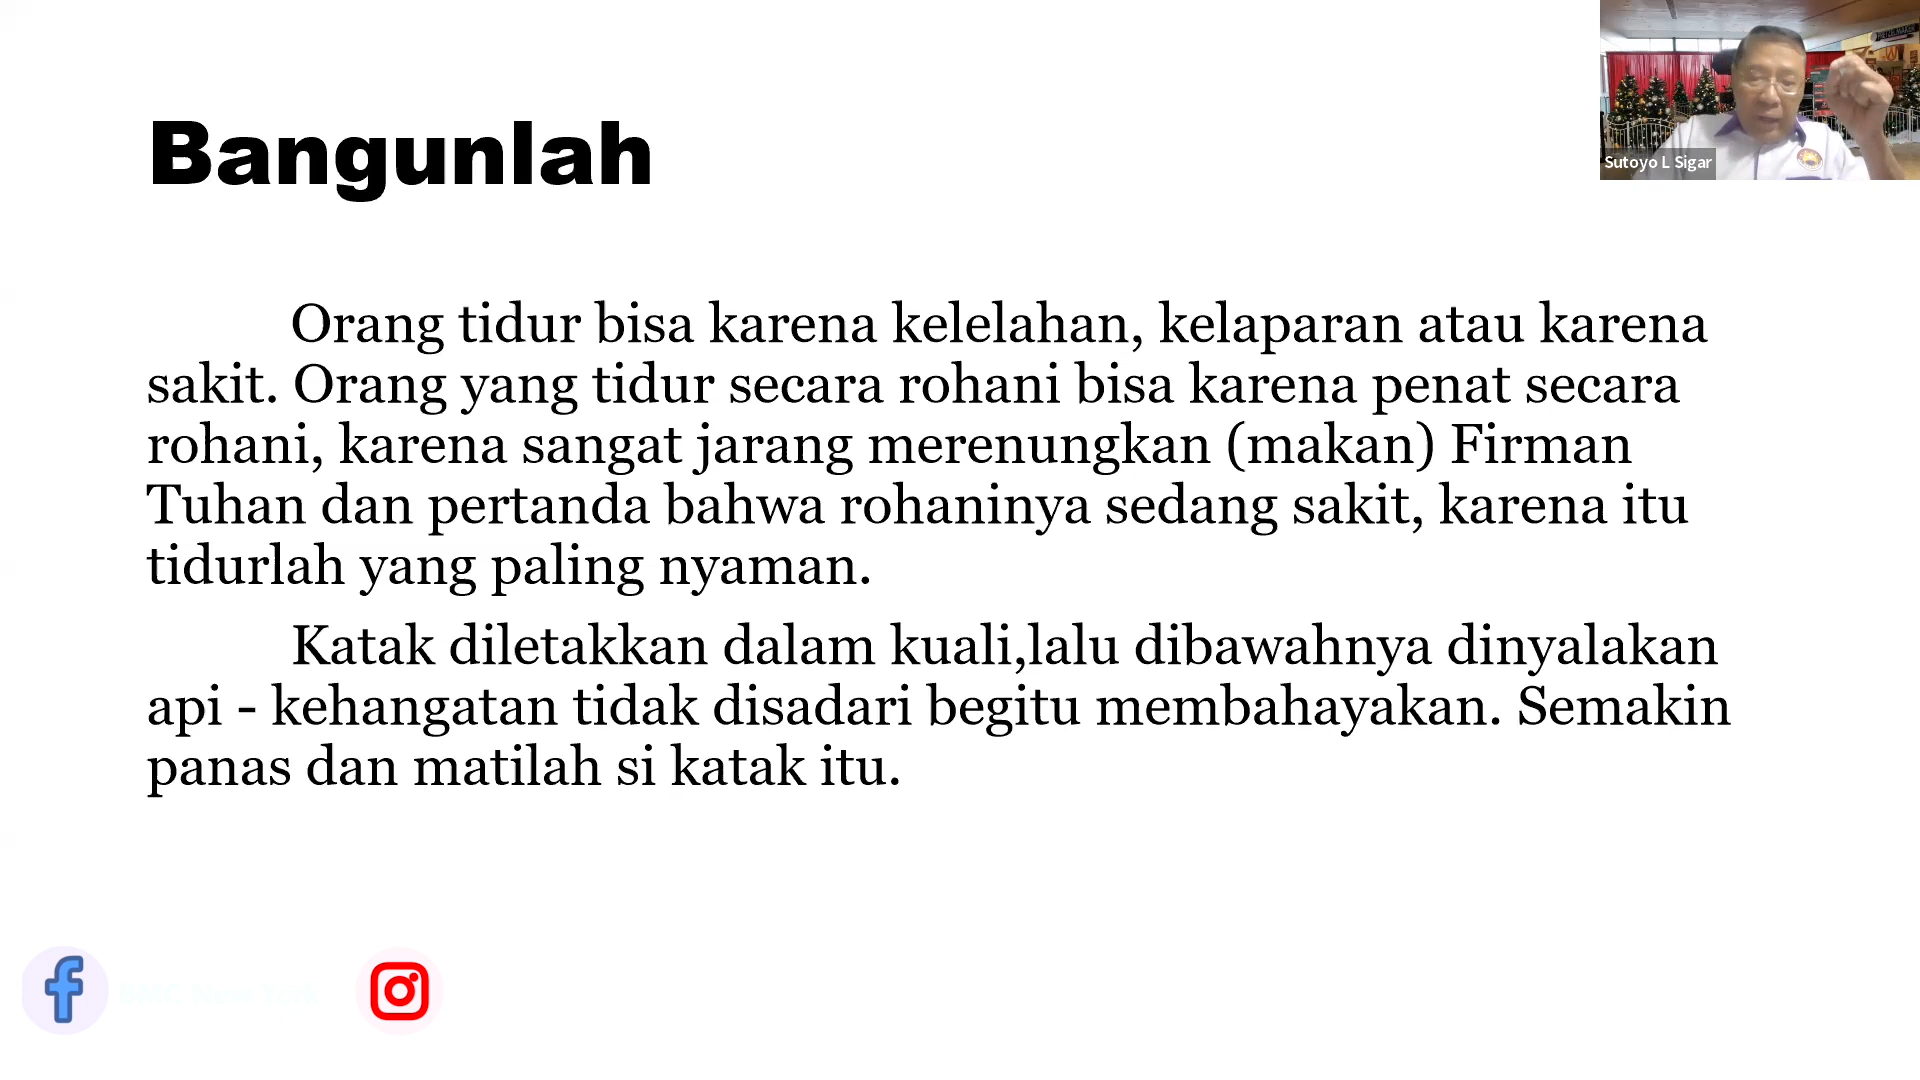 Bangunlah
Sutoyo L Sigar
Orang tidur bisa karena kelelahan, kelaparan atau karena
sakit. Orang yang tidur secara rohani bisa karena penat secara
rohani, karena sangat jarang merenungkan (makan) Firman
Tuhan dan pertanda bahwa rohaninya sedang sakit, karena itu
tidurlah yang paling nyaman.
Katak diletakkan dalam kuali,lalu dibawahnya dinyalakan
api - kehangatan tidak disadari begitu membahayakan. Semakin
panas dan matilah si katak itu.